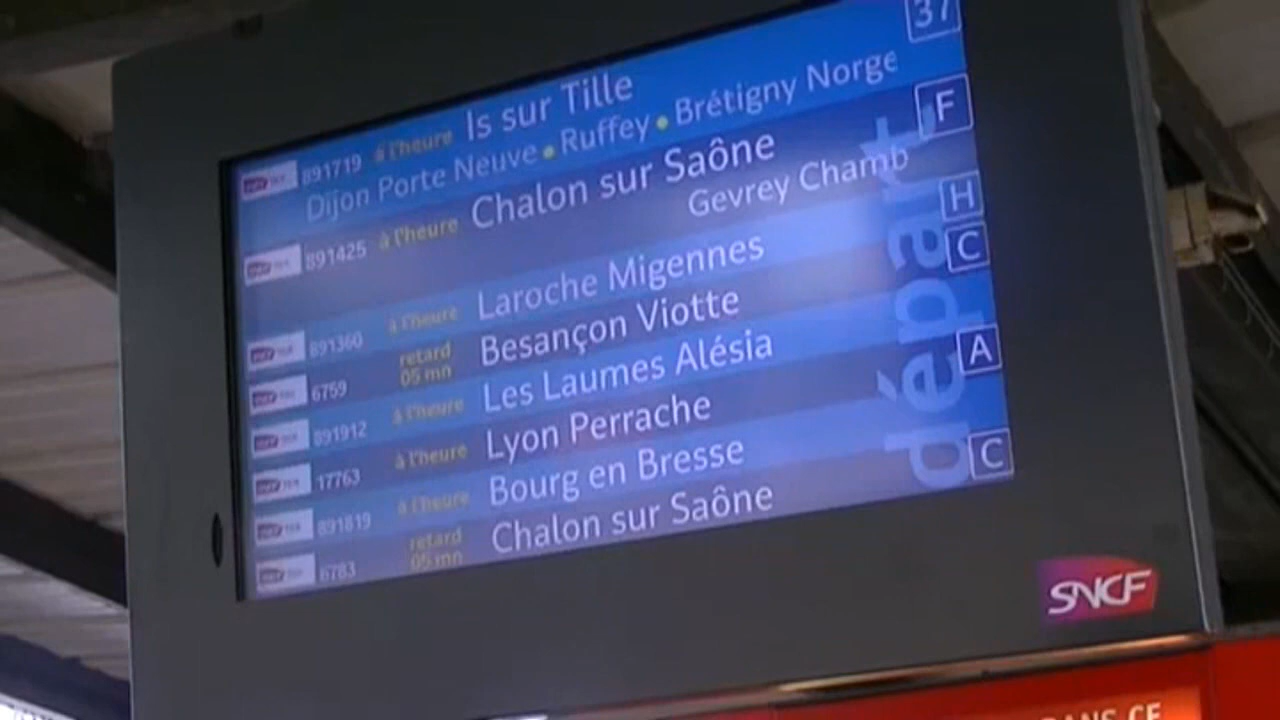 37
891719 à l'heure Is sur Tille
Dijon Porte Neuve • Ruffey • Brétigny Norge
F
891425 à l'heure Chalon sur Saône
Gevrey Chamb
H
891360 à l'heure Laroche Migennes
C
6759 retard 05 mn Besançon Viotte
891912 à l'heure Les Laumes Alésia
A
17763 à l'heure Lyon Perrache
891819 à l'heure Bourg en Bresse
C
6783 retard 05 mn Chalon sur Saône
départ
SNCF
DANS CE